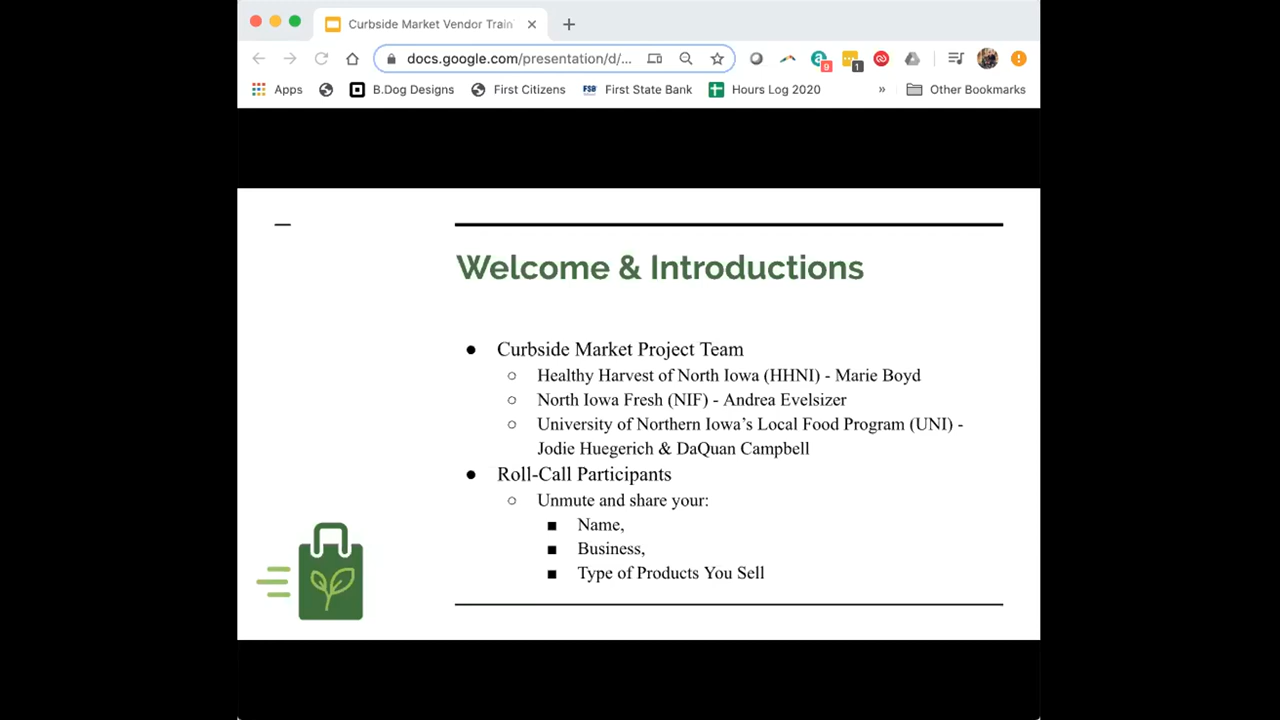 Curbside Market Vendor Train
docs.google.com/presentation/d/...
9
1
Apps
B.Dog Designs
First Citizens
FSB
First State Bank
Hours Log 2020
»
Other Bookmarks
Welcome & Introductions
● Curbside Market Project Team
○ Healthy Harvest of North Iowa (HHNI) - Marie Boyd
○ North Iowa Fresh (NIF) - Andrea Evelsizer
○ University of Northern Iowa’s Local Food Program (UNI) -
Jodie Huegerich & DaQuan Campbell
● Roll-Call Participants
○ Unmute and share your:
■ Name,
■ Business,
■ Type of Products You Sell